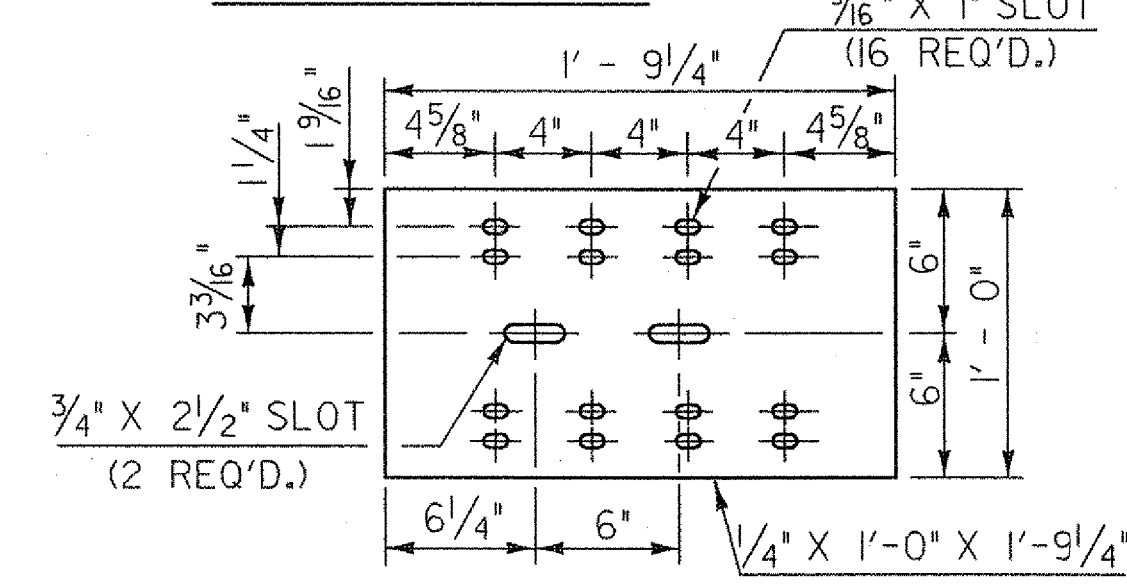 X 1" SLOT
(16 REQ'D.)
1' - 9 1/4"
4 5/8" 4" 4" 4" 4 5/8"
1 9/16"
1 1/4"
3 3/16"
6"
6"
1' - 0"
3/4" X 2 1/2" SLOT
(2 REQ'D.)
6 1/4" 6"
1/4" X 1'-0" X 1'-9 1/4"